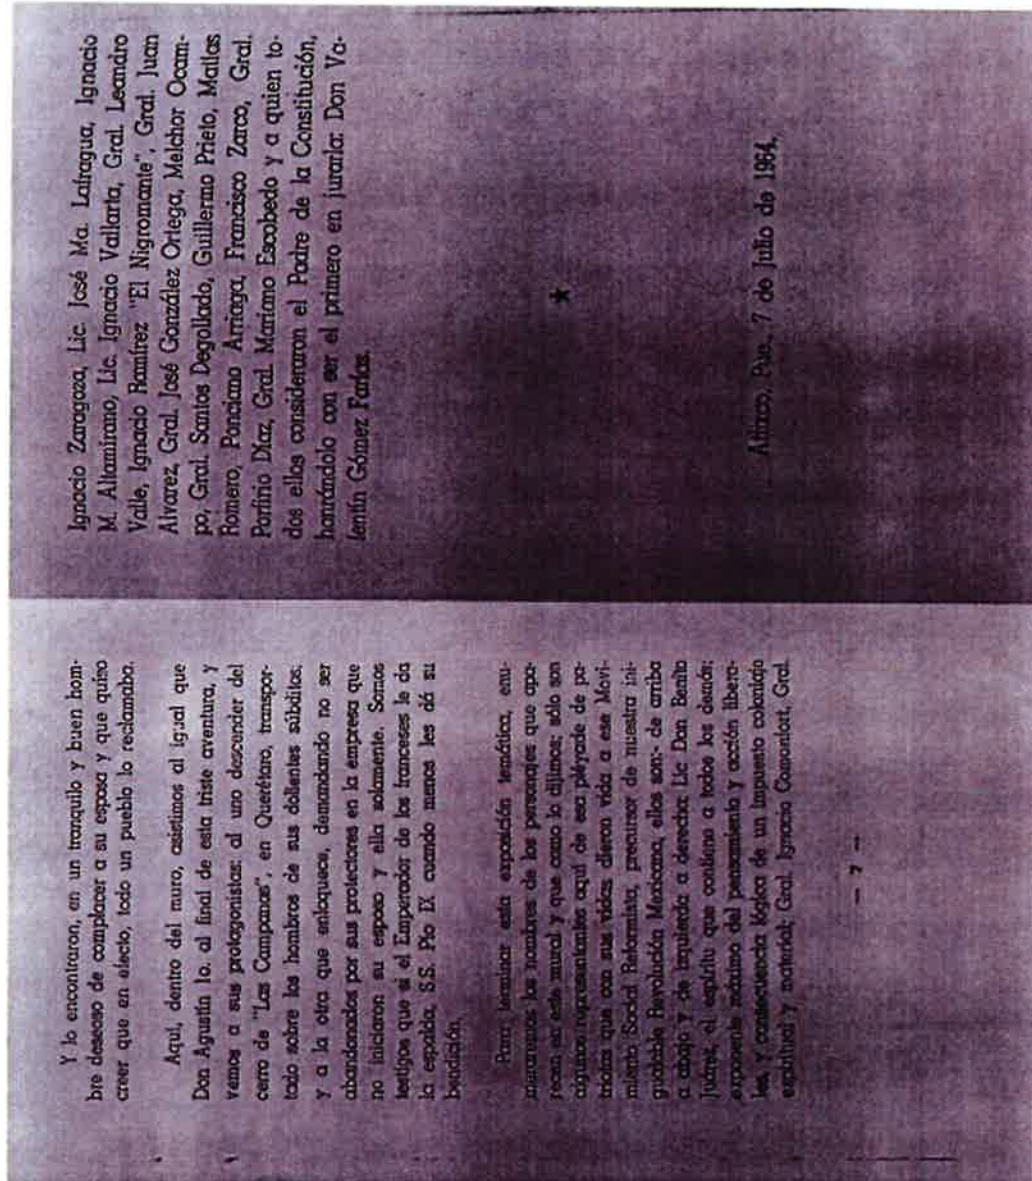 Y lo encontraron, en un tranquilo y buen hom-
bre deseoso de complacer a su esposa y que quiso
creer que en efecto, todo un pueblo lo reclamaba.
Aquí, dentro del muro, asistimos al igual que
Don Agustín Io. al final de esta triste aventura, y
vemos a sus protagonistas: al uno descender del
cerro de "Las Campanas", en Querétaro, transpor-
tado sobre los hombros de sus dolientes súbditos;
y a la otra que enloquece, demandando no ser
abandonados por sus protectores en la empresa que
no iniciaron su esposo y ella solamente. Somos
testigos que si el Emperador de los franceses le da
la espalda, S.S. Pío IX cuando menos les dá su
bendición.
Para terminar esta exposición temática, enu-
meraremos los nombres de los personajes que apa-
recen en este mural y que como lo dijimos; sólo son
algunos representantes aquí de esa pléyade de pa-
triotas que con sus vidas dieron vida a ese Movi-
miento Social Reformista, precursor de nuestra ini-
gualable Revolución Mexicana, ellos son:- de arriba
a abajo y de izquierda a derecha: Lic Don Benito
Juárez, el espíritu que contiene a todos los demás;
exponente máximo del pensamiento y acción libera-
les, y consecuencia lógica de un impuesto coloniaje
espiritual y material; Gral. Ignacio Comonfort, Gral.
— 7 —
Ignacio Zaragoza, Lic. José Ma. Lafragua, Ignacio
M. Altamirano, Lic. Ignacio Vallarta, Gral. Leandro
Valle, Ignacio Ramírez "El Nigromante", Gral. Juan
Alvarez, Gral. José González Ortega, Melchor Ocam-
po, Gral. Santos Degollado, Guillermo Prieto, Matías
Romero, Ponciano Arriaga, Francisco Zarco, Gral.
Porfirio Díaz, Gral. Mariano Escobedo y a quien to-
dos ellos consideraron el Padre de la Constitución,
honrándolo con ser el primero en jurarla: Don Va-
lentín Gómez Farías.
Atlixco, Pue., 7 de Julio de 1964.